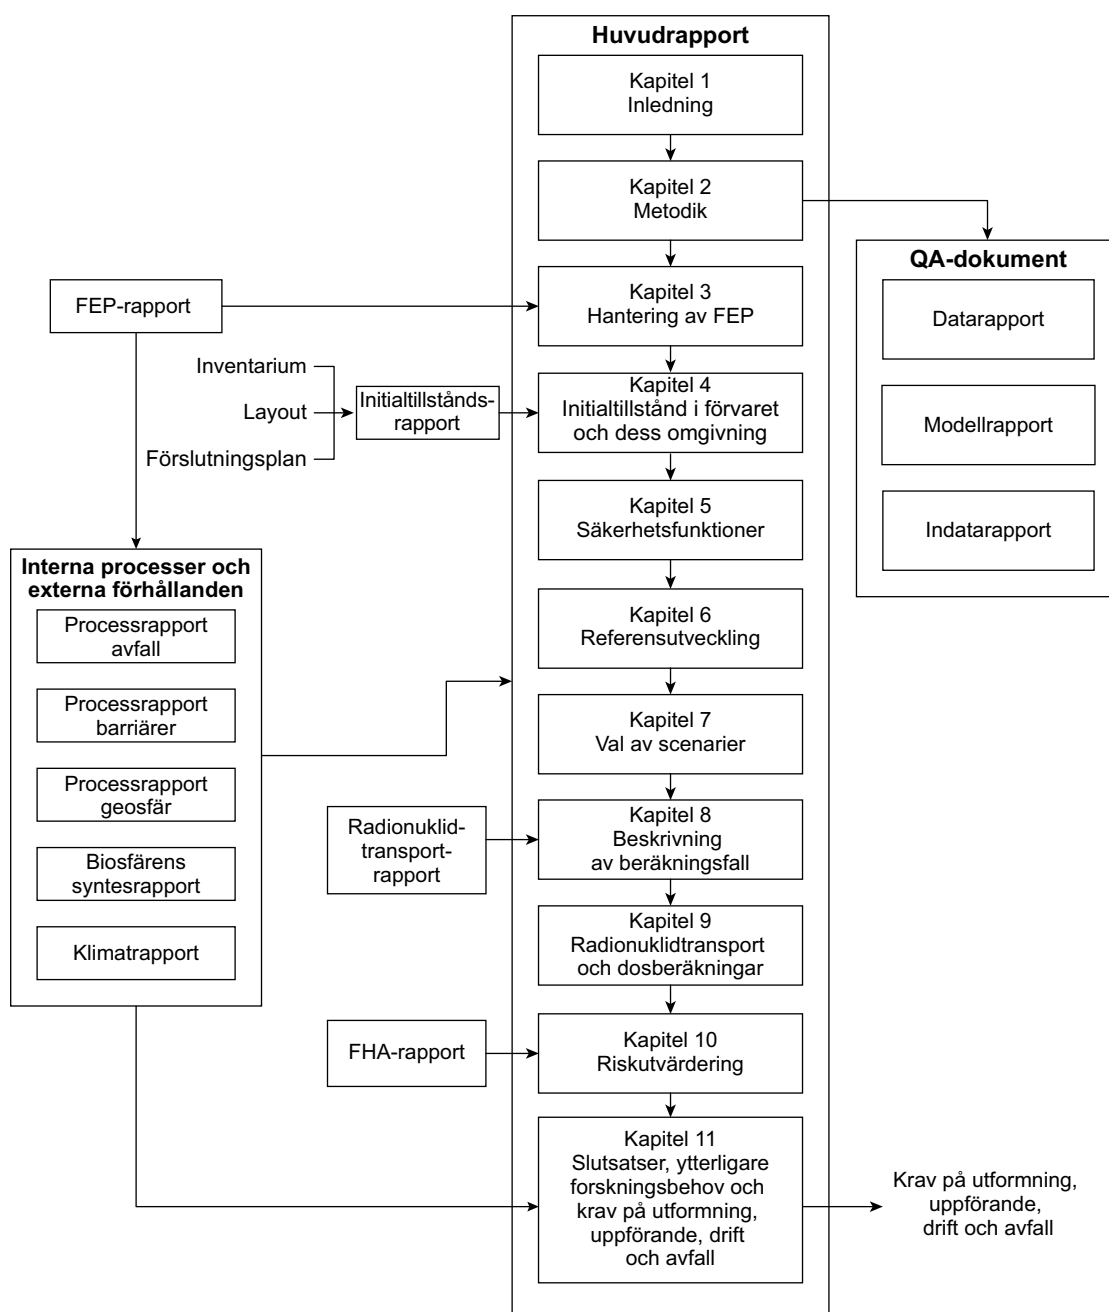 Huvudrapport
Kapitel 1
Inledning
Kapitel 2
Metodik
QA-dokument
Datarapport
Modellrapport
Indatarapport
FEP-rapport
Kapitel 3
Hantering av FEP
Inventarium
Layout
Förslutningsplan
Initialtillstånds-
rapport
Kapitel 4
Initialtillstånd i förvaret
och dess omgivning
Kapitel 5
Säkerhetsfunktioner
Interna processer och
externa förhållanden
Processrapport
avfall
Processrapport
barriärer
Processrapport
geosfär
Biosfärens
syntesrapport
Klimatrapport
Kapitel 6
Referensutveckling
Kapitel 7
Val av scenarier
Radionuklid-
transport-
rapport
Kapitel 8
Beskrivning
av beräkningsfall
Kapitel 9
Radionuklidtransport
och dosberäkningar
FHA-rapport
Kapitel 10
Riskutvärdering
Kapitel 11
Slutsatser, ytterligare
forskningsbehov och
krav på utformning,
uppförande, drift
och avfall
Krav på utformning,
uppförande,
drift och avfall